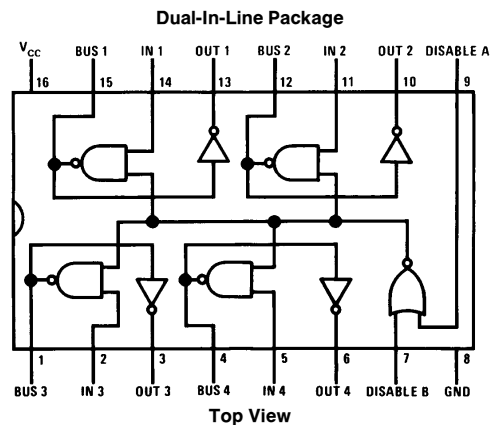 Dual-In-Line Package
VCC BUS 1 IN 1 OUT 1 BUS 2 IN 2 OUT 2 DISABLE A
16 15 14 13 12 11 10 9
1 2 3 4 5 6 7 8
BUS 3 IN 3 OUT 3 BUS 4 IN 4 OUT 4 DISABLE B GND
Top View